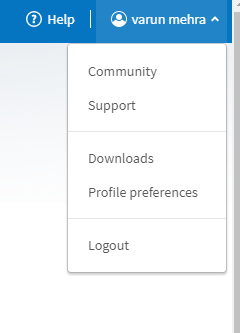 Help varun mehra
Community
Support
Downloads
Profile preferences
Logout